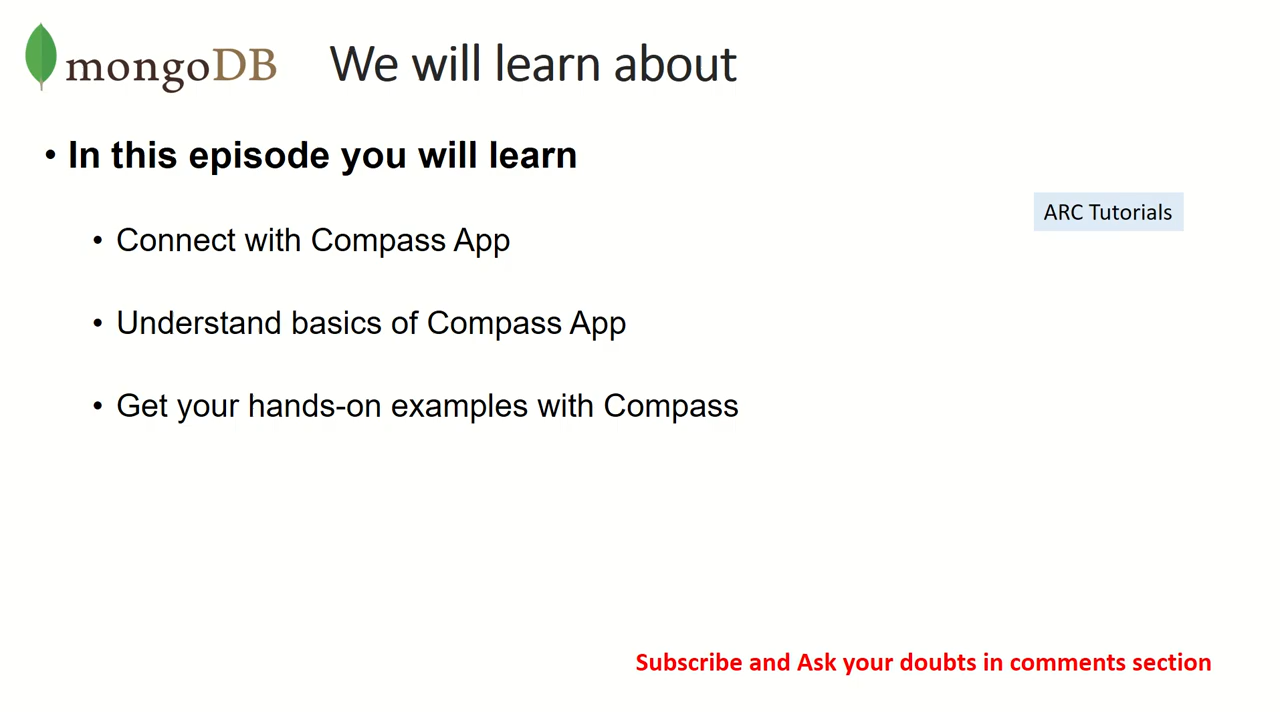 mongoDB
We will learn about
• In this episode you will learn
ARC Tutorials
• Connect with Compass App
• Understand basics of Compass App
• Get your hands-on examples with Compass
Subscribe and Ask your doubts in comments section